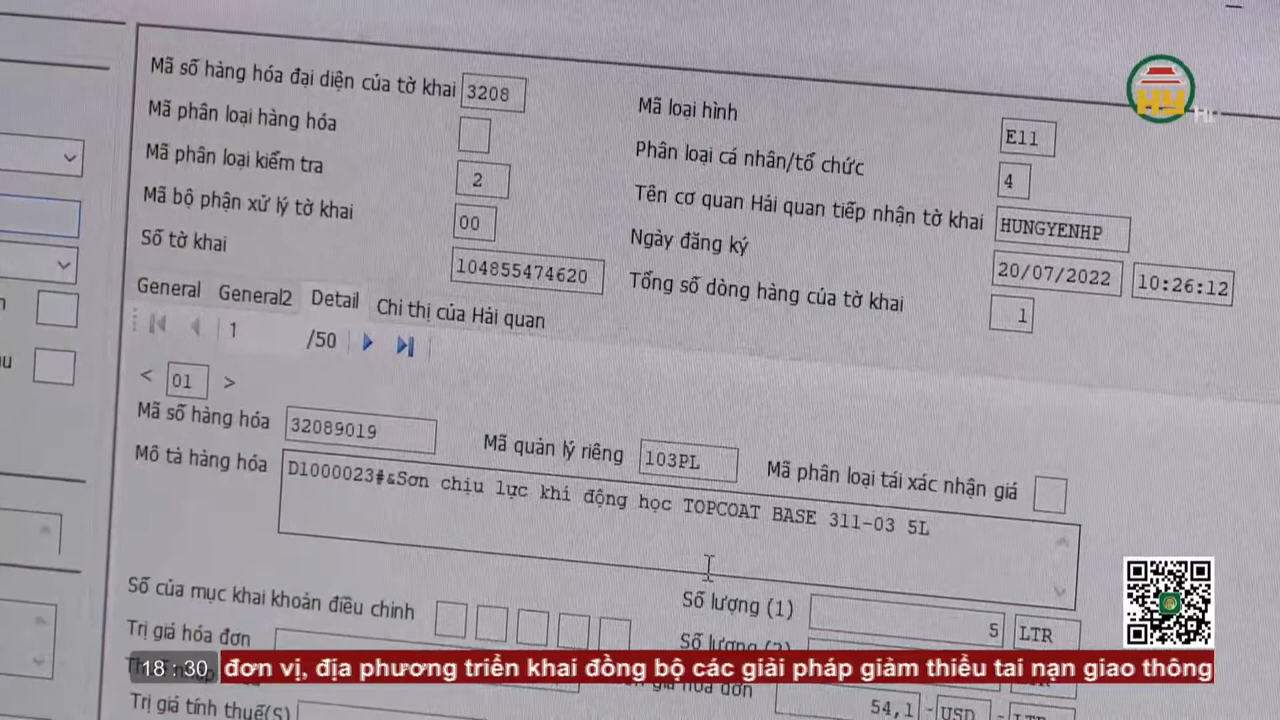 Mã số hàng hóa đại diện của tờ khai 3208
Mã phân loại hàng hóa
Mã phân loại kiểm tra 2
Mã bộ phận xử lý tờ khai 00
Số tờ khai 104855474620
Mã loại hình E11
Phân loại cá nhân/tổ chức 4
Tên cơ quan Hải quan tiếp nhận tờ khai HUNGYENHP
Ngày đăng ký 20/07/2022 10:26:12
Tổng số dòng hàng của tờ khai 1
HY
General General2 Detail Chỉ thị của Hải quan
1 /50
< 01 >
Mã số hàng hóa 32089019 Mã quản lý riêng 103PL Mã phân loại tái xác nhận giá
Mô tả hàng hóa D1000023#&Sơn chịu lực khí động học TOPCOAT BASE 311-03 5L
Số của mục khai khoản điều chỉnh
Số lượng (1) 5 LTR
Trị giá hóa đơn
Số lượng (2)
54,1 - USD - LTR
Trị giá tính thuế(S)
18:30 đơn vị, địa phương triển khai đồng bộ các giải pháp giảm thiểu tai nạn giao thông